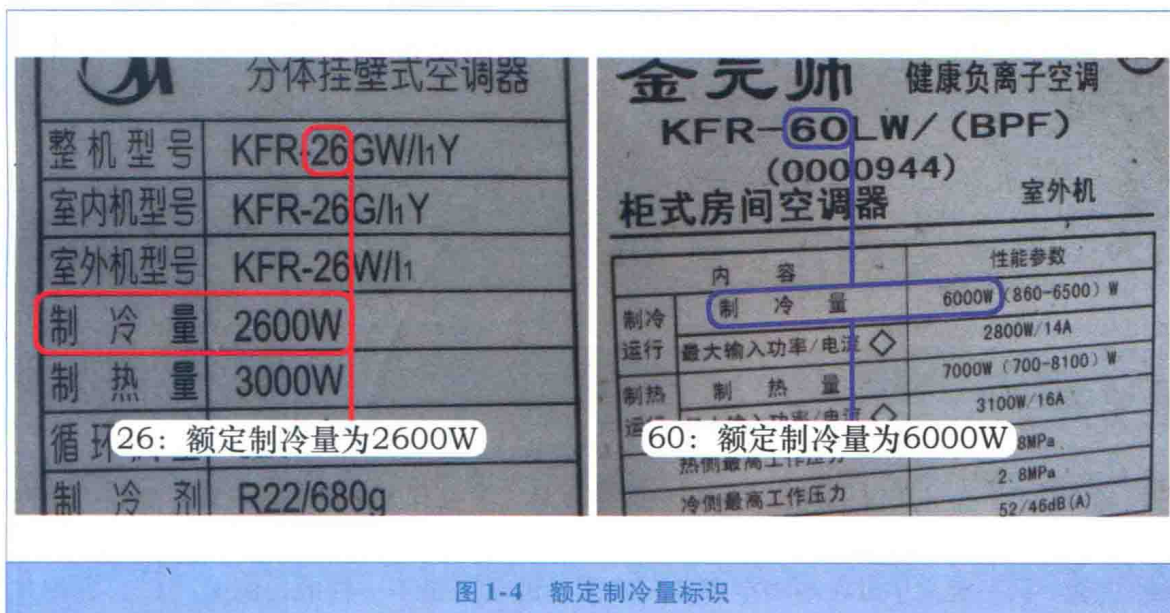 分体挂壁式空调器
整机型号 KFR-26GW/I1Y
室内机型号 KFR-26G/I1Y
室外机型号 KFR-26W/I1
制冷量 2600W
制热量 3000W
循环
26：额定制冷量为2600W
制冷剂 R22/680g
金元帅 健康负离子空调
KFR-60LW/(BPF)
(0000944)
柜式房间空调器 室外机
内容 性能参数
制冷运行 制冷量 6000W (860-6500) W
最大输入功率/电流 2800W/14A
制热 制热量 7000W (700-8100) W
3100W/16A
60：额定制冷量为6000W
8MPa
热侧最高工作压力
冷侧最高工作压力 2.8MPa
52/46dB(A)
图1-4 额定制冷量标识